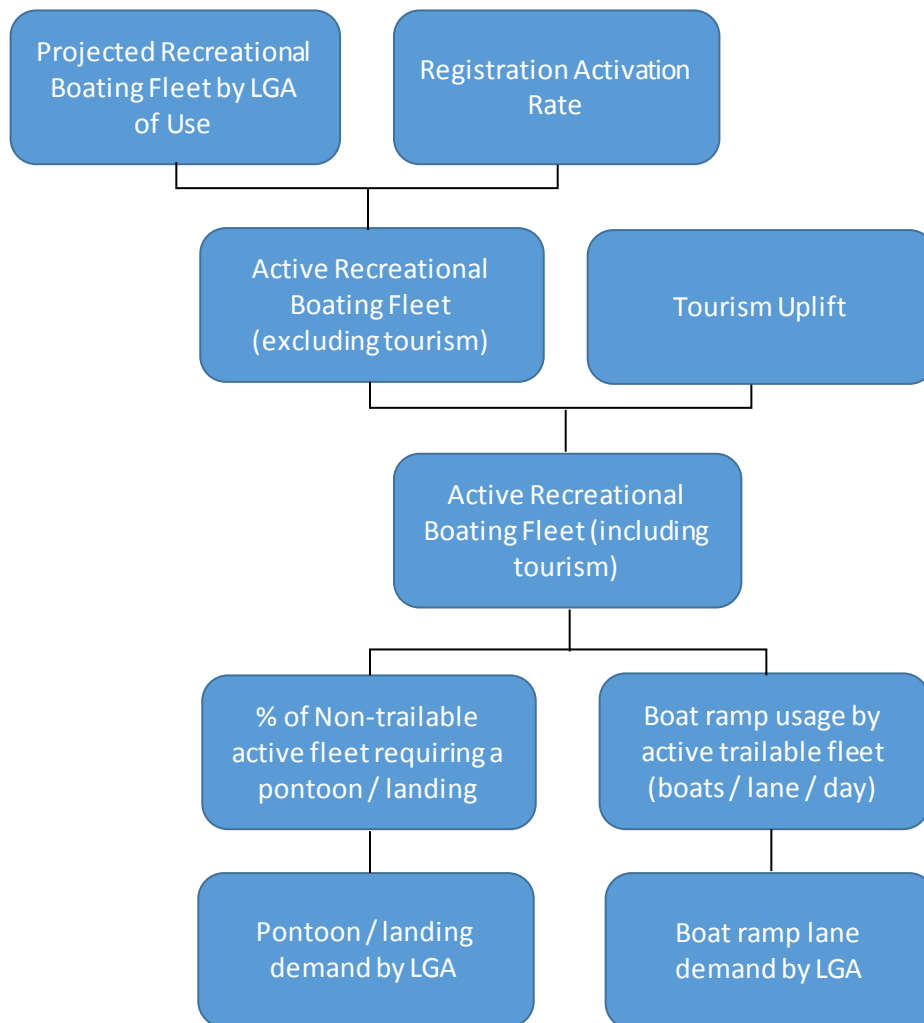 Projected Recreational
Boating Fleet by LGA
of Use
Registration Activation
Rate
Active Recreational
Boating Fleet
(excluding tourism)
Tourism Uplift
Active Recreational
Boating Fleet (including
tourism)
% of Non-trailable
active fleet requiring a
pontoon / landing
Boat ramp usage by
active trailable fleet
(boats / lane / day)
Pontoon / landing
demand by LGA
Boat ramp lane
demand by LGA